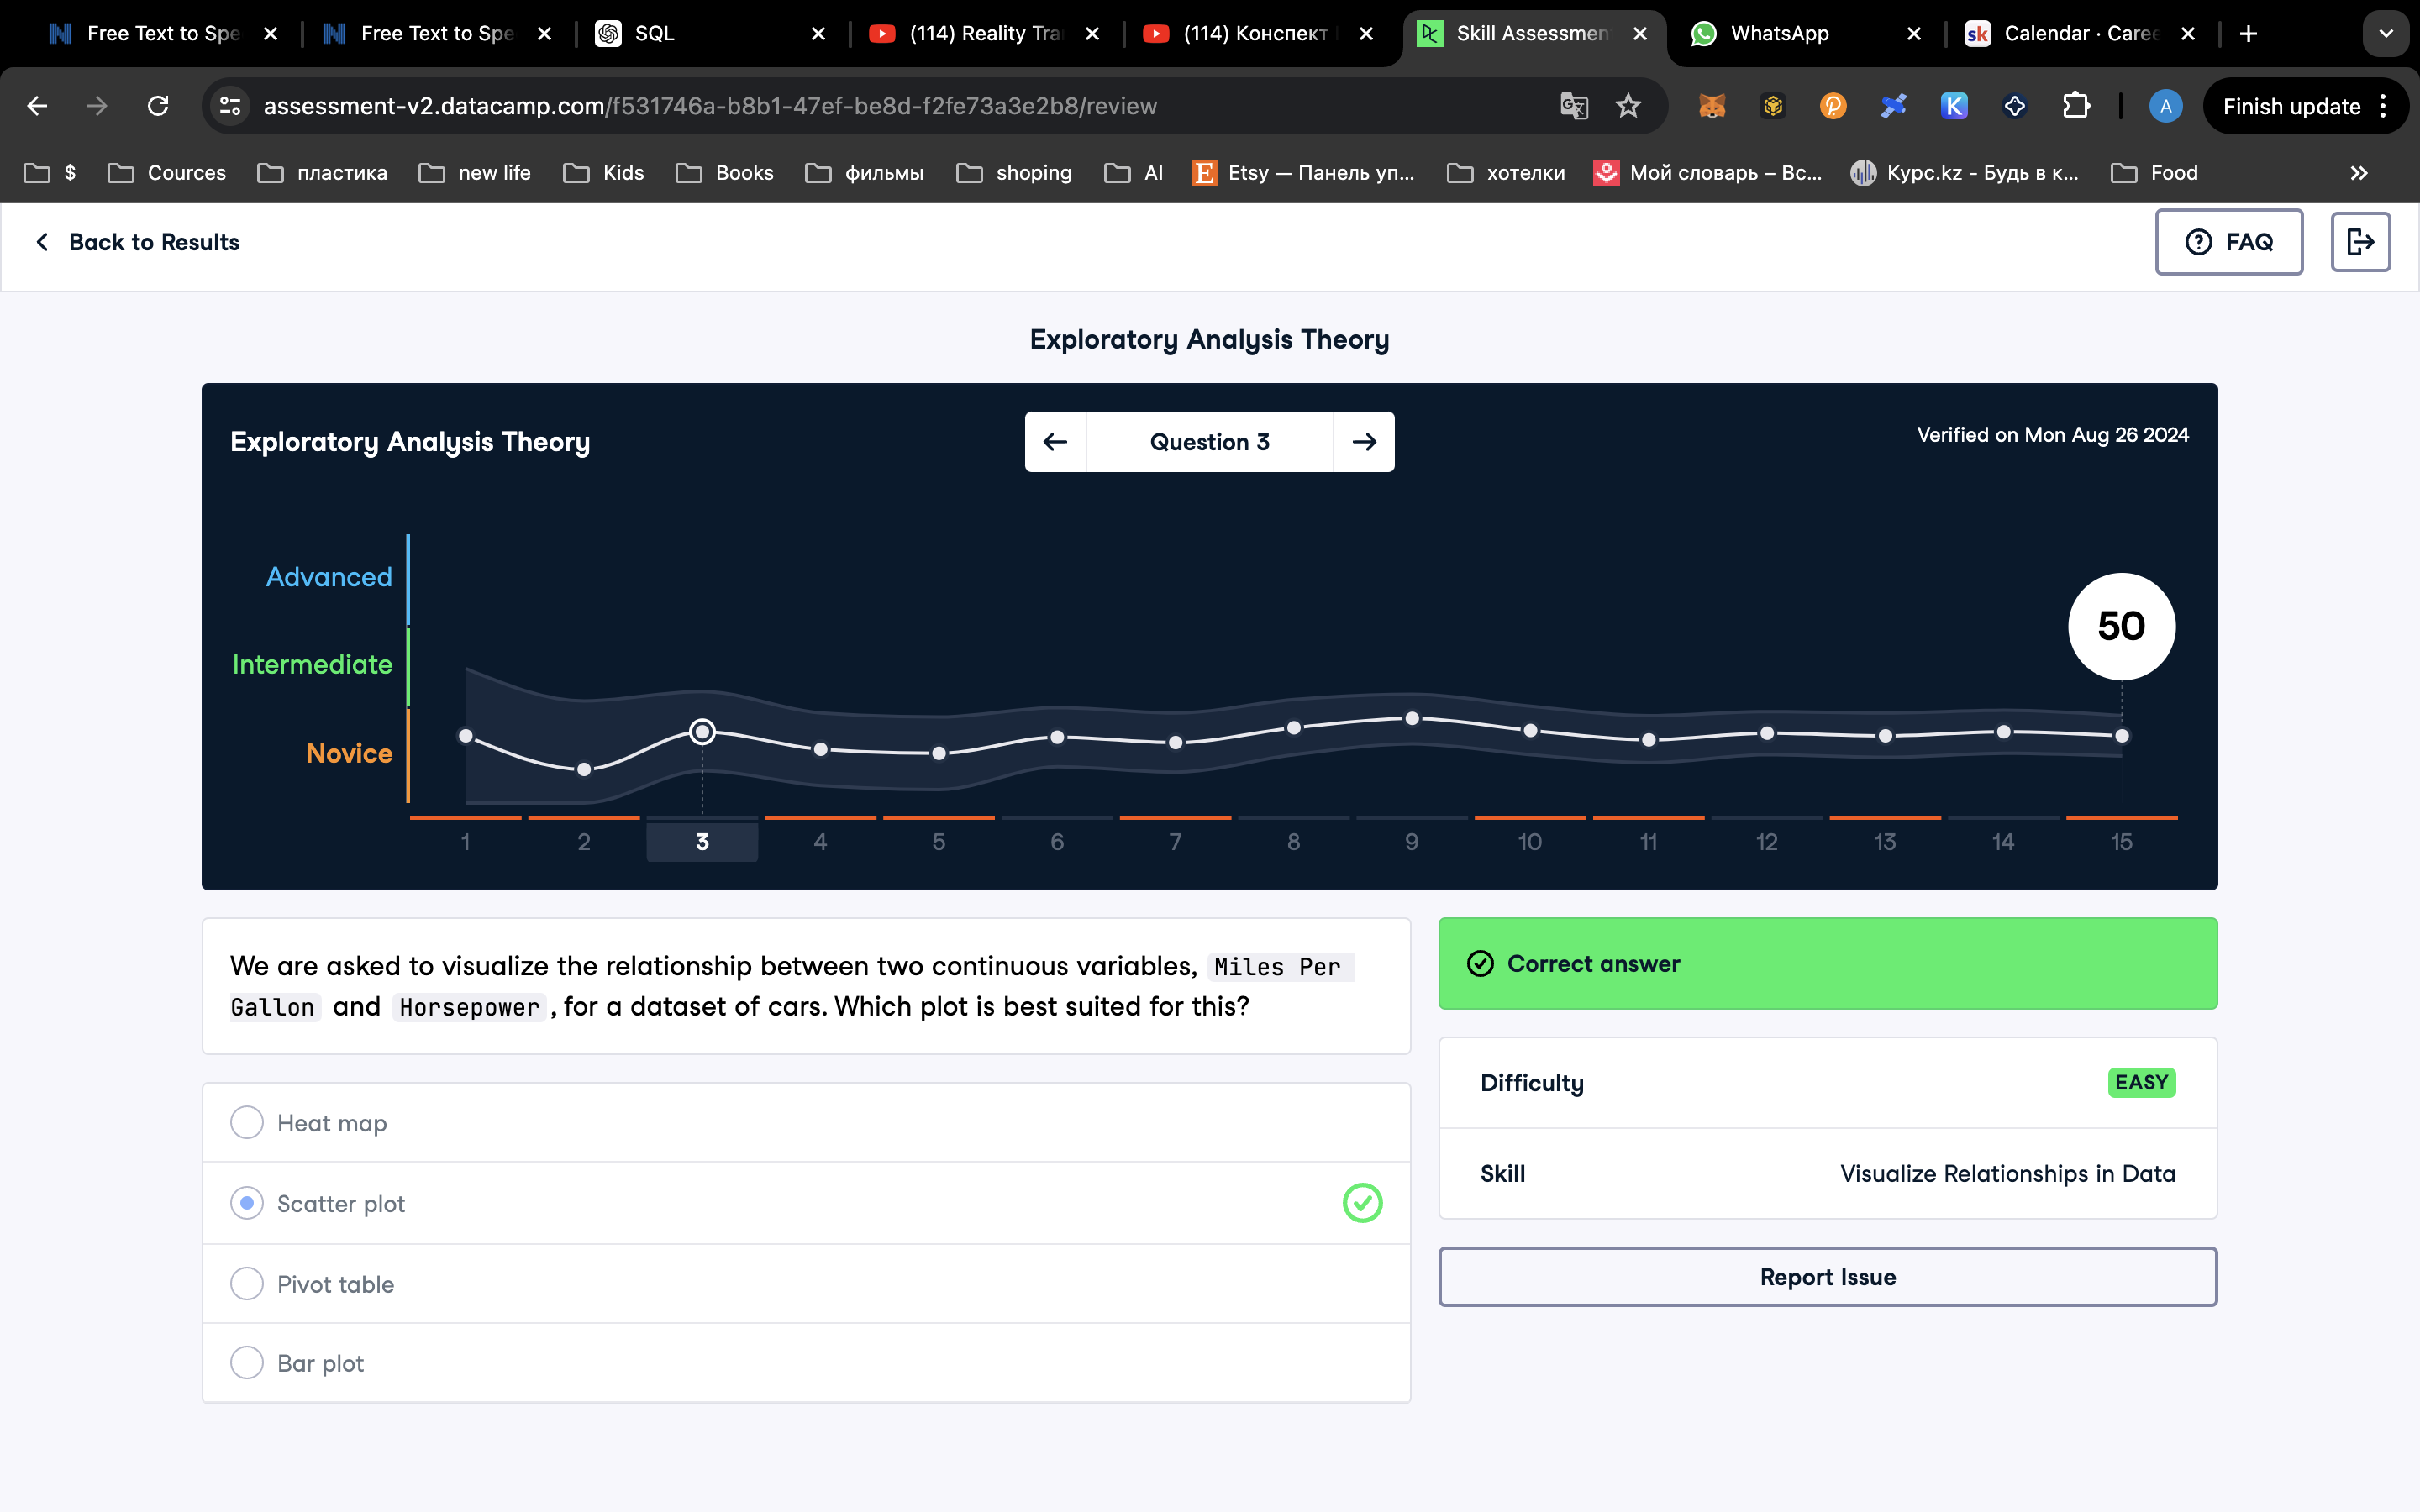 Free Text to Spe
Free Text to Spe
SQL
(114) Reality Tra
(114) Конспект
Skill Assessmen
WhatsApp
sk Calendar · Caree
assessment-v2.datacamp.com/f531746a-b8b1-47ef-be8d-f2fe73a3e2b8/review
K
A
Finish update
$
Cources
пластика
new life
Kids
Books
фильмы
shoping
AI
E Etsy — Панель уп...
хотелки
Мой словарь – Вс...
Курс.kz - Будь в к...
Food
Back to Results
FAQ
Exploratory Analysis Theory
Exploratory Analysis Theory
Question 3
Verified on Mon Aug 26 2024
Advanced
Intermediate
Novice
50
1 2 3 4 5 6 7 8 9 10 11 12 13 14 15
We are asked to visualize the relationship between two continuous variables, Miles Per
Gallon and Horsepower, for a dataset of cars. Which plot is best suited for this?
Heat map
Scatter plot
Pivot table
Bar plot
Correct answer
Difficulty EASY
Skill Visualize Relationships in Data
Report Issue